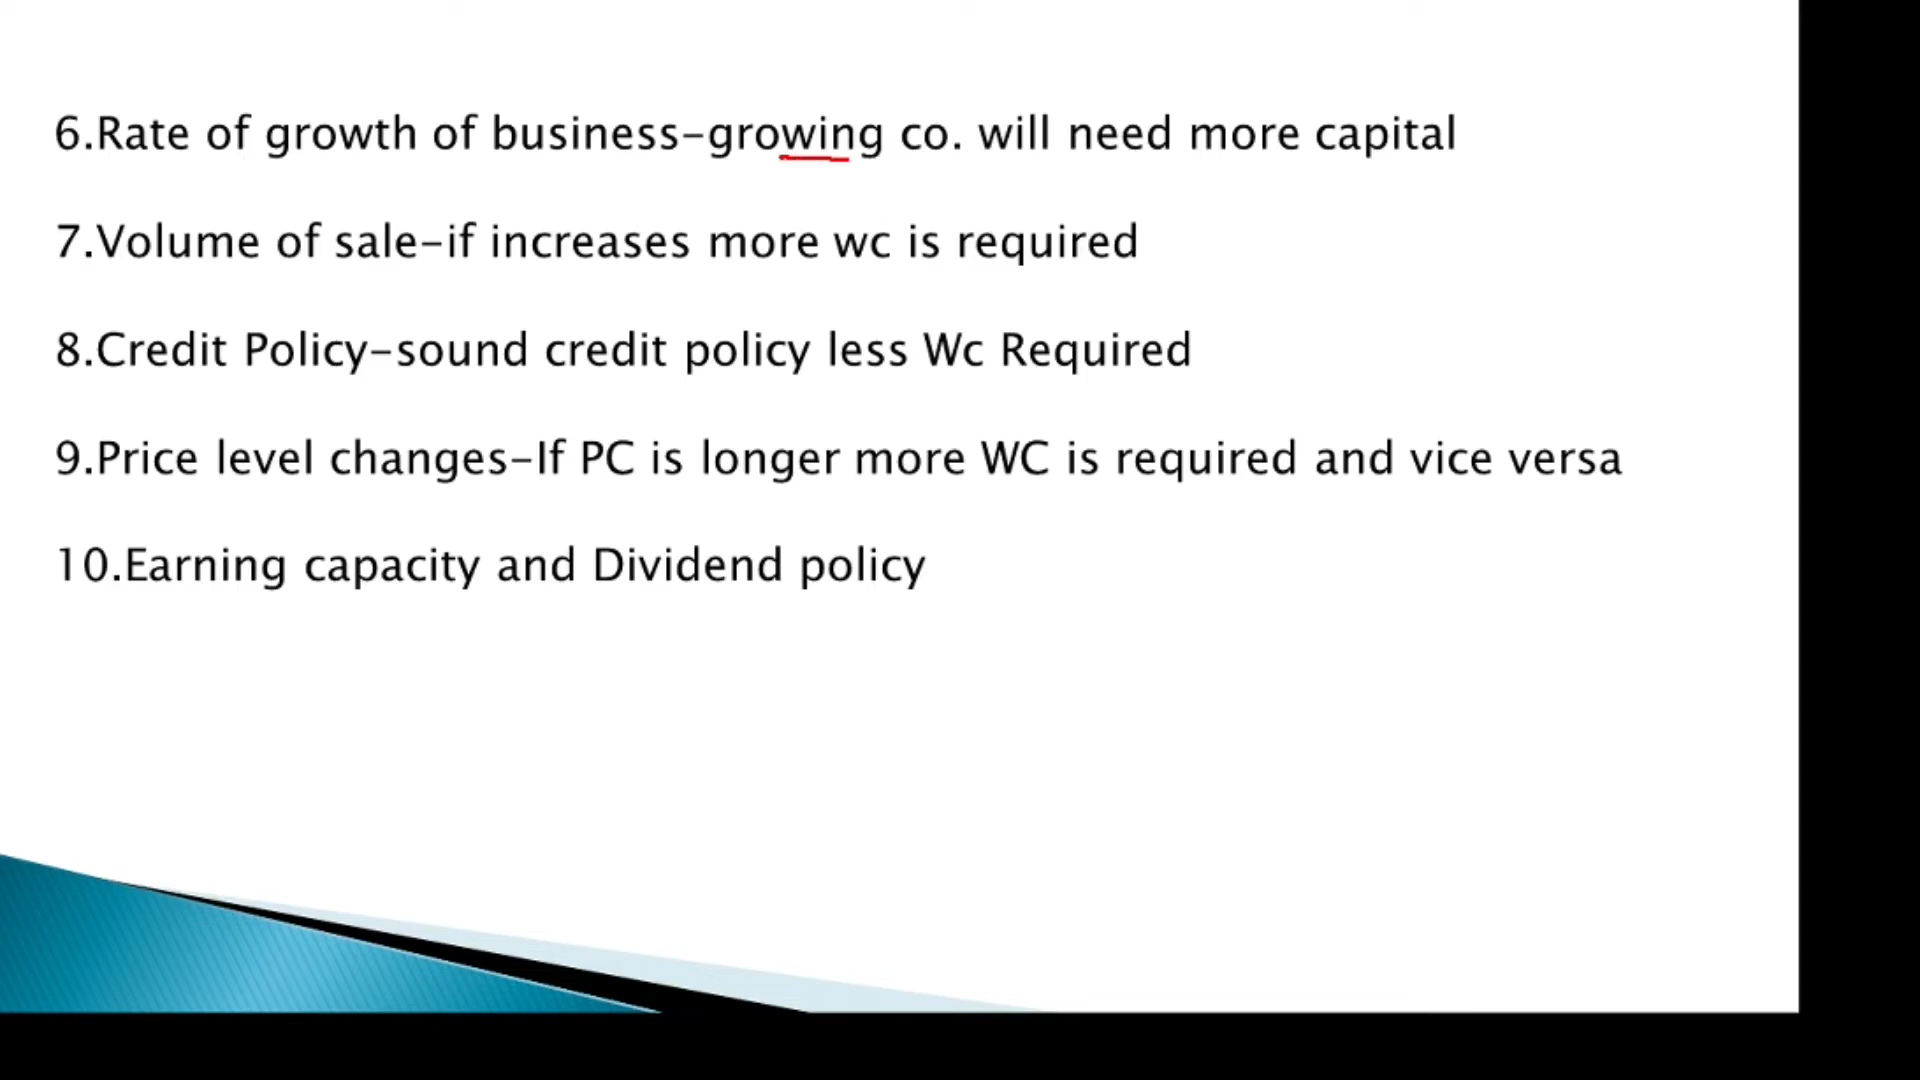 6.Rate of growth of business-growing co. will need more capital
7.Volume of sale-if increases more wc is required
8.Credit Policy-sound credit policy less Wc Required
9.Price level changes-If PC is longer more WC is required and vice versa
10.Earning capacity and Dividend policy